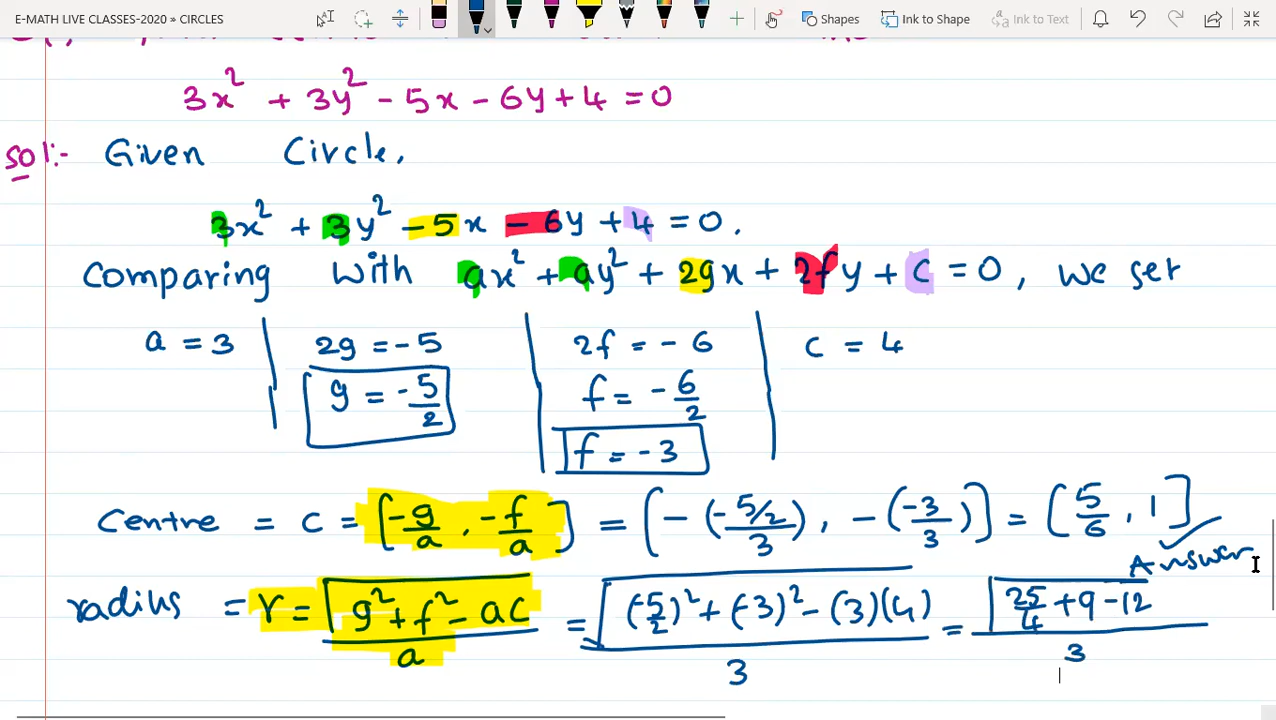 E-MATH LIVE CLASSES-2020 » CIRCLES
Shapes
Ink to Shape
Ink to Text
3x² + 3y² - 5x - 6y + 4 = 0
Sol:- Given Circle,
3x² + 3y² - 5x - 6y + 4 = 0.
Comparing with ax² + ay² + 2gx + 2fy + c = 0, we get
a = 3 | 2g = -5 | 2f = -6 | c = 4
g = -5/2 | f = -6/2
f = -3
Centre = C = [-g/a, -f/a] = [-(-5/2)/3, -(-3/3)] = [5/6, 1]
Answer
radius = r = √(g² + f² - ac)/a = √((-5/2)² + (-3)² - (3)(4))/3 = √(25/4 + 9 - 12)/3